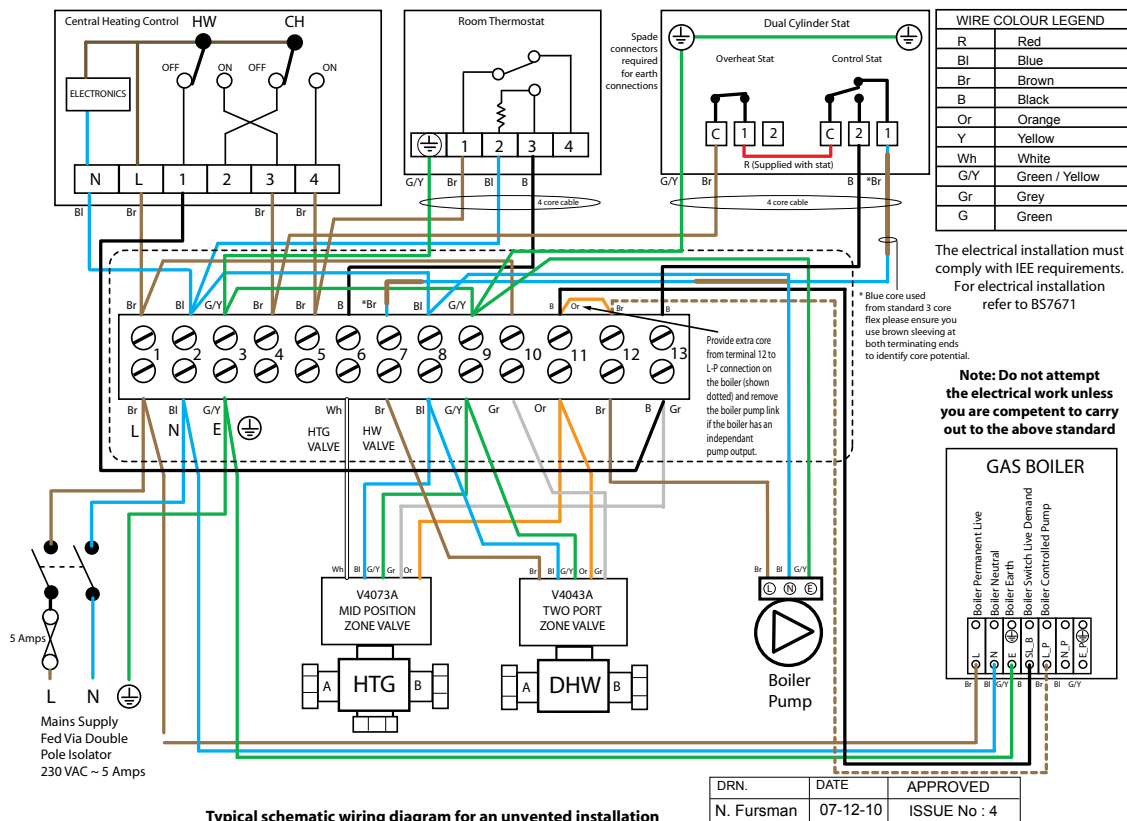 Central Heating Control
HW
CH
OFF
ON
OFF
ON
ELECTRONICS
N
L
1
2
3
4
Bl
Br
Br
Br
Room Thermostat
1
2
3
4
G/Y
Br
Bl
B
4 core cable
Spade
connectors
required
for earth
connections
Dual Cylinder Stat
Overheat Stat
Control Stat
C
1
2
C
2
1
R (Supplied with stat)
G/Y
Br
B
*Br
4 core cable
WIRE COLOUR LEGEND
R Red
Bl Blue
Br Brown
B Black
Or Orange
Y Yellow
Wh White
G/Y Green / Yellow
Gr Grey
G Green
The electrical installation must
comply with IEE requirements.
For electrical installation
refer to BS7671
* Blue core used
from standard 3 core
flex please ensure you
use brown sleeving at
both terminating ends
to identify core potential.
Note: Do not attempt
the electrical work unless
you are competent to carry
out to the above standard
Br
Bl
G/Y
Br
Br
B
*Br
Bl
G/Y
B
Or
Br
B
1
2
3
4
5
6
7
8
9
10
11
12
13
Provide extra core
from terminal 12 to
L-P connection on
the boiler (shown
dotted) and remove
the boiler pump link
if the boiler has an
independant
pump output.
Br
Bl
G/Y
Wh
Br
Bl
G/Y
Gr
Or
Br
B
Gr
L
N
E
HTG
VALVE
HW
VALVE
Wh
Bl
G/Y
Gr
Or
V4073A
MID POSITION
ZONE VALVE
A
HTG
B
Br
Bl
G/Y
Or
Gr
V4043A
TWO PORT
ZONE VALVE
A
DHW
B
Br
Bl
G/Y
L
N
E
Boiler
Pump
5 Amps
L
N
Mains Supply
Fed Via Double
Pole Isolator
230 VAC ~ 5 Amps
GAS BOILER
Boiler Permanent Live
Boiler Neutral
Boiler Earth
Boiler Switch Live Demand
Boiler Controlled Pump
L
N
E
SL_B
L_P
N_P
E_P
Br
Bl
G/Y
B
Br
Bl
G/Y
DRN.
DATE
APPROVED
N. Fursman
07-12-10
ISSUE No : 4
Typical schematic wiring diagram for an unvented installation